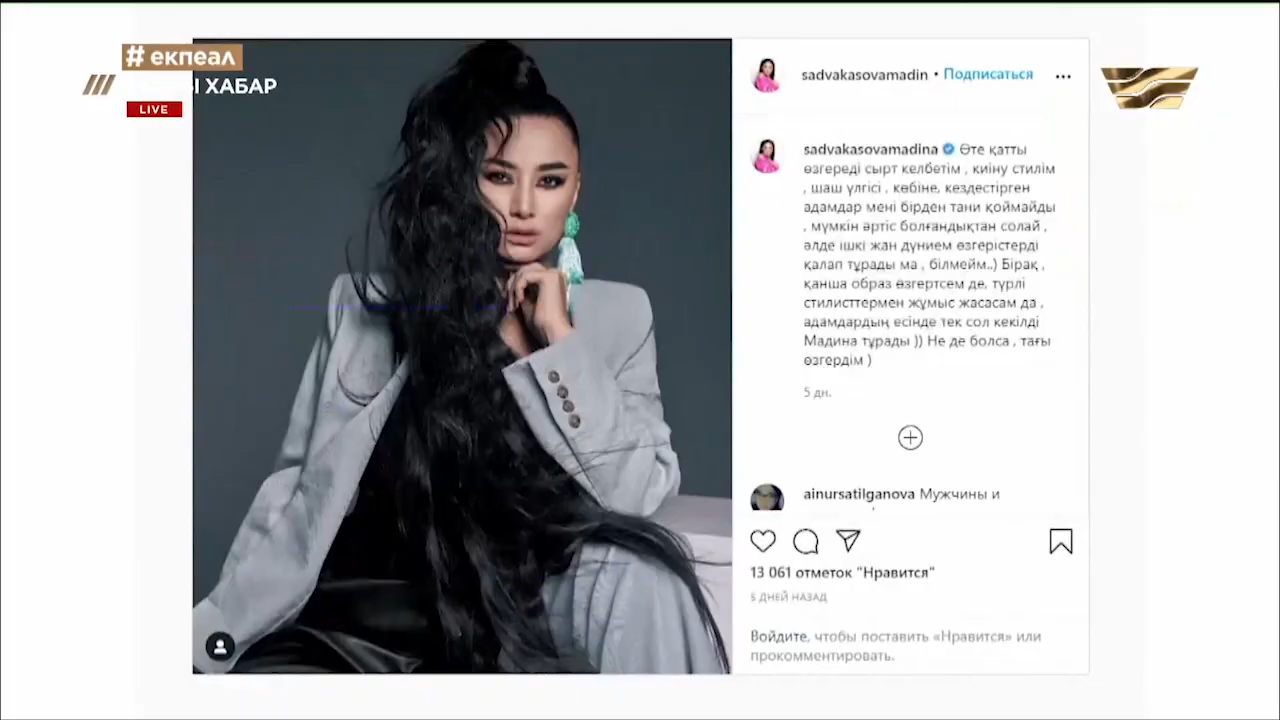 # екпеал
Ы ХАБАР
LIVE
sadvakasovamadin • Подписаться
sadvakasovamadina Өте қатты
өзгереді сырт келбетім , киіну стилім
, шаш үлгісі , көбіне, кездестірген
адамдар мені бірден тани қоймайды
, мүмкін әртіс болғандықтан солай ,
әлде ішкі жан дүнием өзгерістерді
қалап тұрады ма , білмейм..) Бірақ ,
қанша образ өзгертсем де, түрлі
стилисттермен жұмыс жасасам да ,
адамдардың есінде тек сол кекілді
Мадина тұрады )) Не де болса , тағы
өзгердім )
5 дн.
ainursatilganova Мужчины и
13 061 отметок "Нравится"
5 ДНЕЙ НАЗАД
Войдите, чтобы поставить «Нравится» или
прокомментировать.